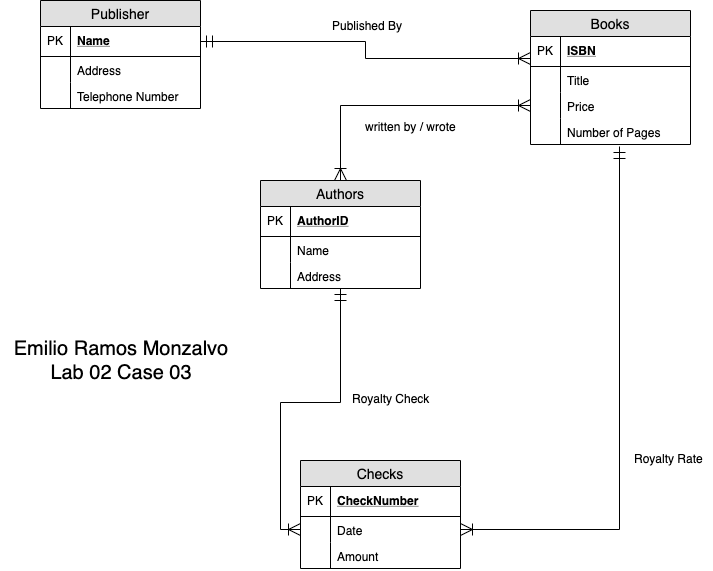 Publisher
PK Name
Address
Telephone Number
Published By
Books
PK ISBN
Title
Price
Number of Pages
written by / wrote
Authors
PK AuthorID
Name
Address
Emilio Ramos Monzalvo
Lab 02 Case 03
Royalty Check
Royalty Rate
Checks
PK CheckNumber
Date
Amount